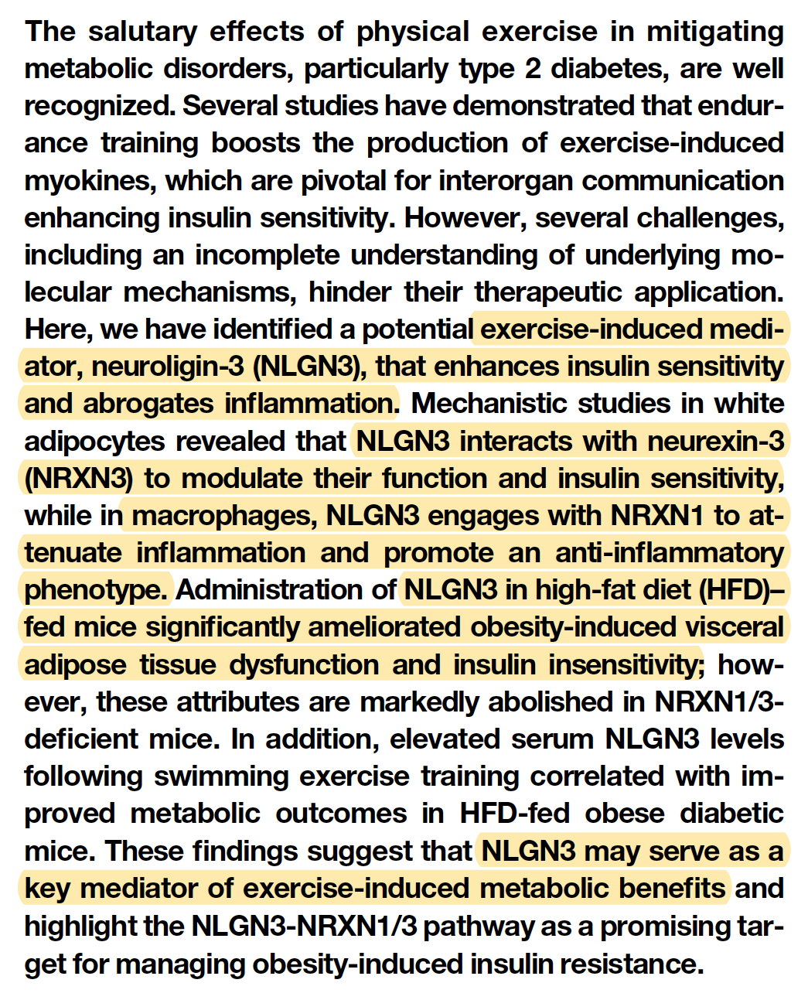 The salutary effects of physical exercise in mitigating
metabolic disorders, particularly type 2 diabetes, are well
recognized. Several studies have demonstrated that endur-
ance training boosts the production of exercise-induced
myokines, which are pivotal for interorgan communication
enhancing insulin sensitivity. However, several challenges,
including an incomplete understanding of underlying mo-
lecular mechanisms, hinder their therapeutic application.
Here, we have identified a potential exercise-induced medi-
ator, neuroligin-3 (NLGN3), that enhances insulin sensitivity
and abrogates inflammation. Mechanistic studies in white
adipocytes revealed that NLGN3 interacts with neurexin-3
(NRXN3) to modulate their function and insulin sensitivity,
while in macrophages, NLGN3 engages with NRXN1 to at-
tenuate inflammation and promote an anti-inflammatory
phenotype. Administration of NLGN3 in high-fat diet (HFD)–
fed mice significantly ameliorated obesity-induced visceral
adipose tissue dysfunction and insulin insensitivity; how-
ever, these attributes are markedly abolished in NRXN1/3-
deficient mice. In addition, elevated serum NLGN3 levels
following swimming exercise training correlated with im-
proved metabolic outcomes in HFD-fed obese diabetic
mice. These findings suggest that NLGN3 may serve as a
key mediator of exercise-induced metabolic benefits and
highlight the NLGN3-NRXN1/3 pathway as a promising tar-
get for managing obesity-induced insulin resistance.